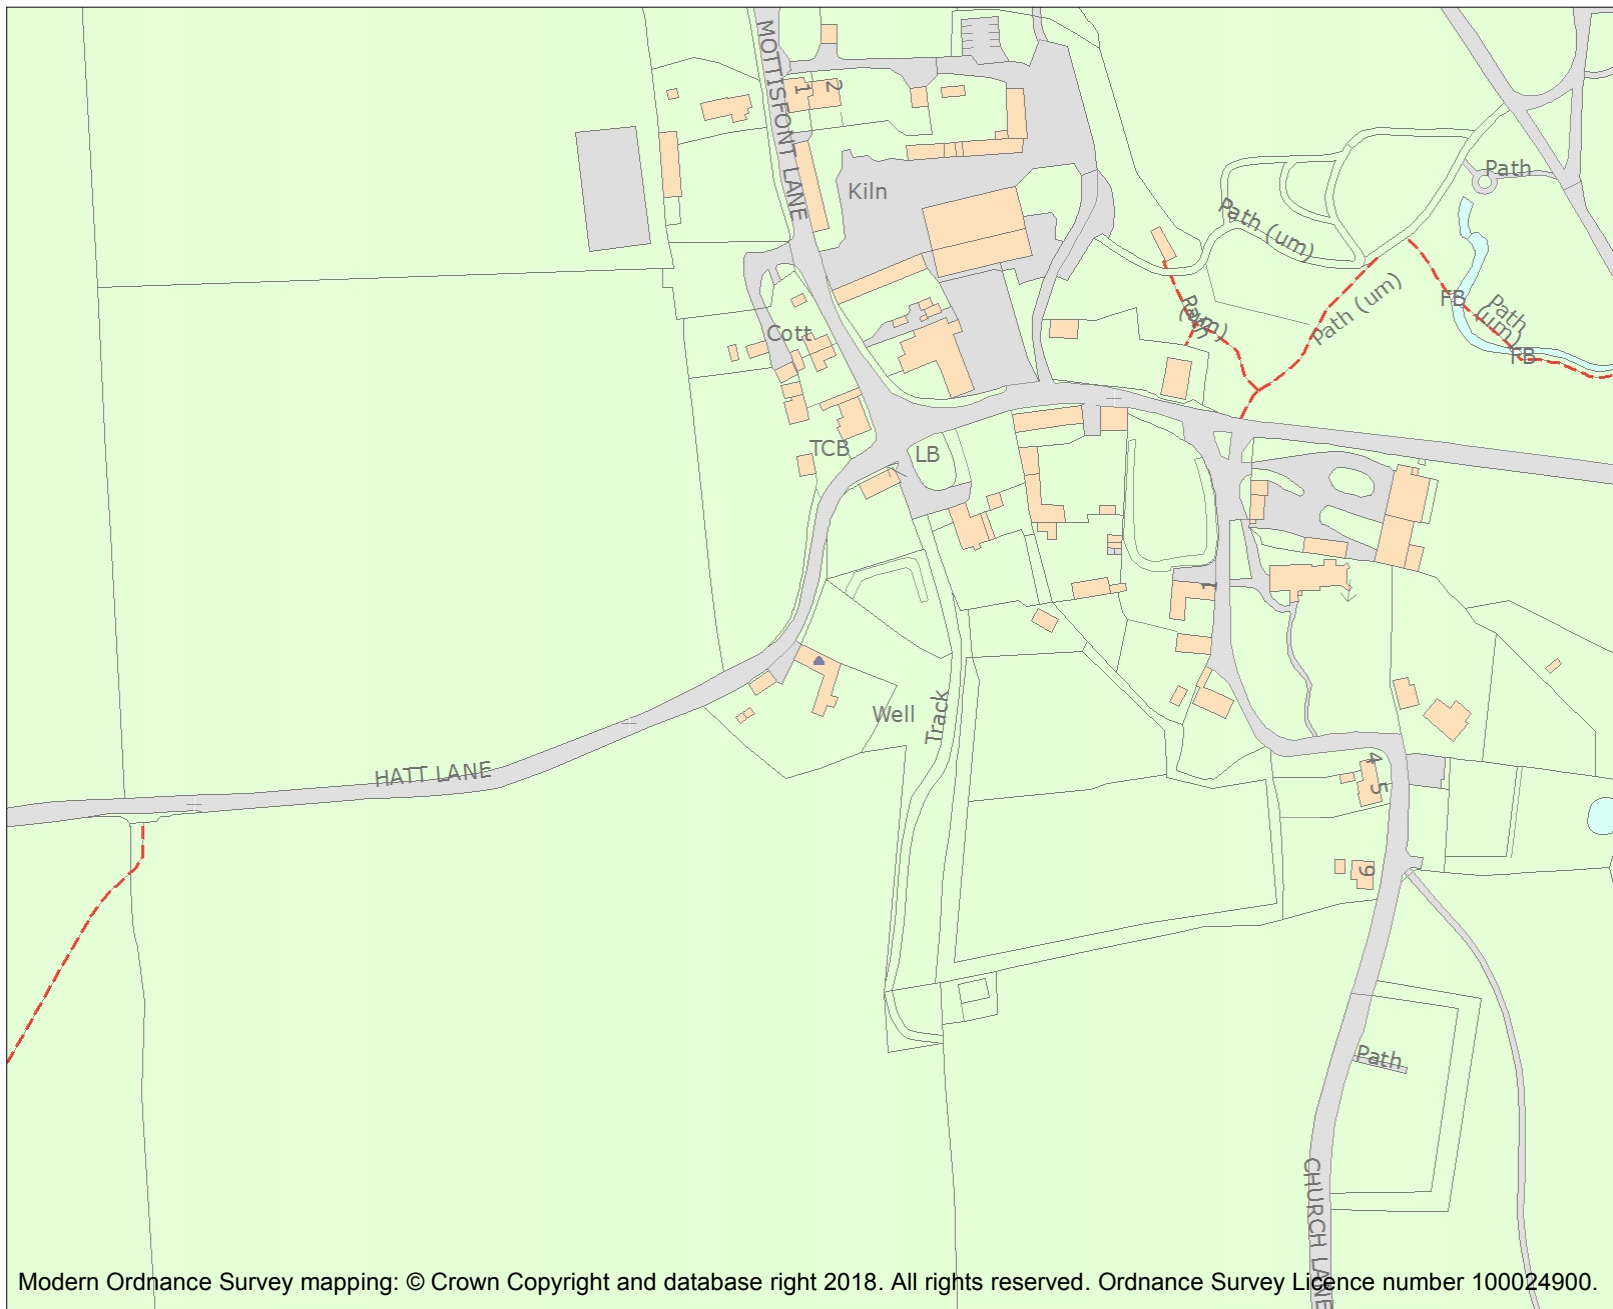 MOTTISFONT LANE
1
2
Kiln
Path
Path (um)
FB
Path (um)
Path (um)
FB
Cott
TCB
LB
1
Well
Track
HATT LANE
4
5
6
Path
CHURCH LANE
Modern Ordnance Survey mapping: © Crown Copyright and database right 2018. All rights reserved. Ordnance Survey Licence number 100024900.